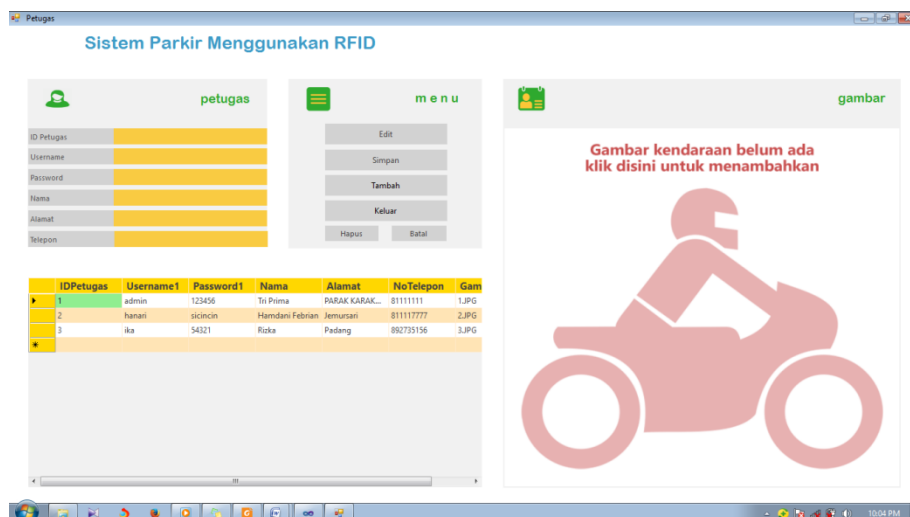 Petugas
Sistem Parkir Menggunakan RFID
petugas
ID Petugas
Username
Password
Nama
Alamat
Telepon
menu
Edit
Simpan
Tambah
Keluar
Hapus Batal
gambar
Gambar kendaraan belum ada
klik disini untuk menambahkan
IDPetugas Username1 Password1 Nama Alamat NoTelepon Gam
1 admin 123456 Tri Prima PARAK KARAK... 81111111 1.JPG
2 hanari sicincin Hamdani Febrian Jemursari 811117777 2.JPG
3 ika 54321 Rizka Padang 892735156 3.JPG
10:04 PM